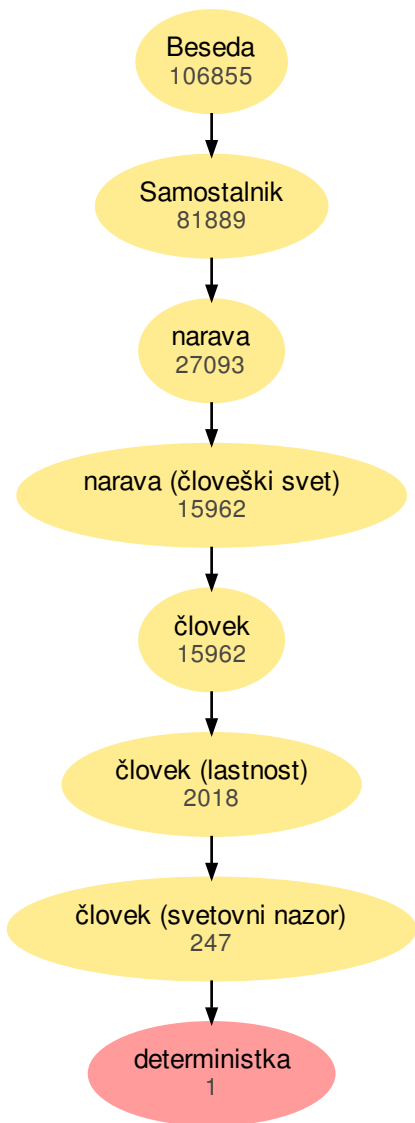 Beseda
106855
Samostalnik
81889
narava
27093
narava (človeški svet)
15962
človek
15962
človek (lastnost)
2018
človek (svetovni nazor)
247
deterministka
1